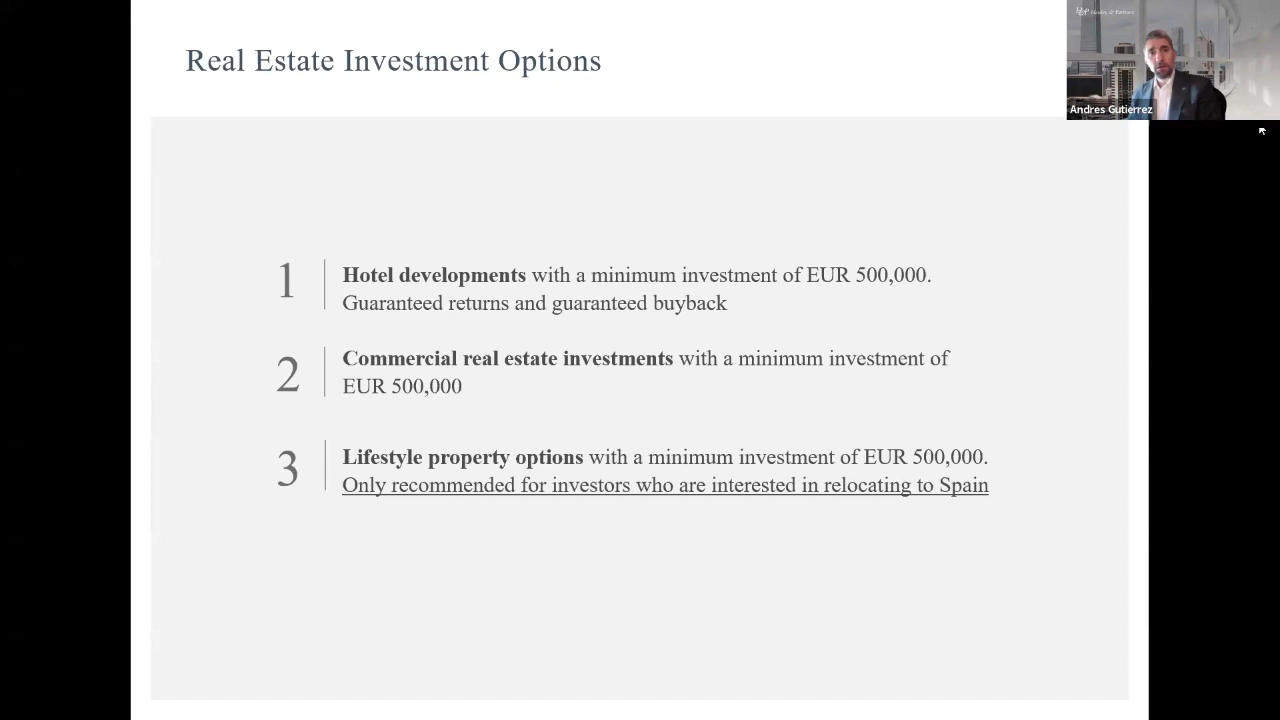 Real Estate Investment Options
Henley & Partners
Andres Gutierrez
1
Hotel developments with a minimum investment of EUR 500,000.
Guaranteed returns and guaranteed buyback
2
Commercial real estate investments with a minimum investment of
EUR 500,000
3
Lifestyle property options with a minimum investment of EUR 500,000.
Only recommended for investors who are interested in relocating to Spain